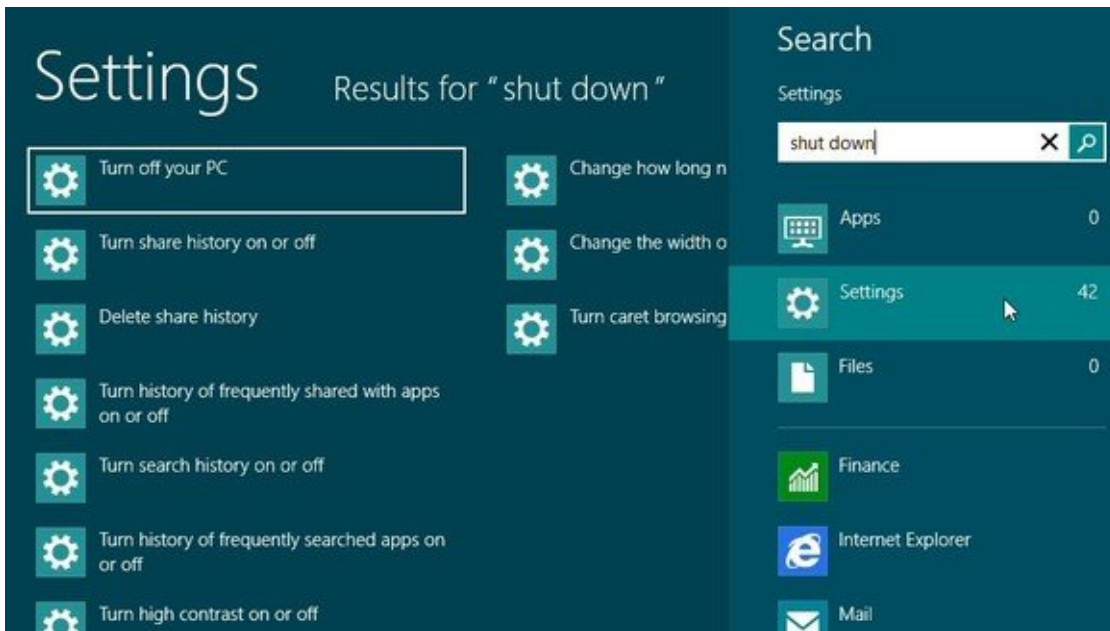 Settings
Results for "shut down"
Turn off your PC
Turn share history on or off
Delete share history
Turn history of frequently shared with apps
on or off
Turn search history on or off
Turn history of frequently searched apps on
or off
Turn high contrast on or off
Change how long n
Change the width o
Turn caret browsing
Search
Settings
shut down
Apps 0
Settings 42
Files 0
Finance
Internet Explorer
Mail